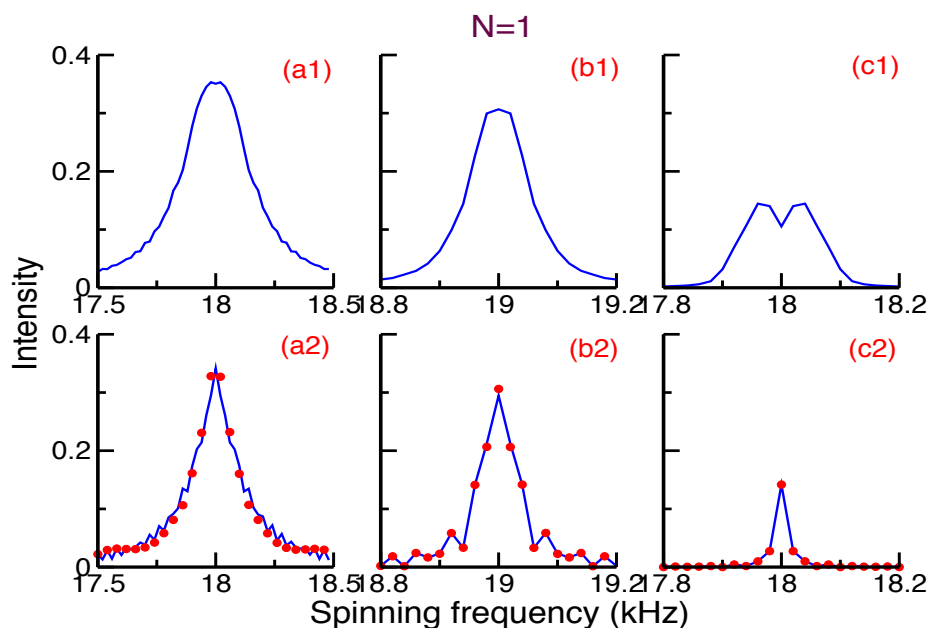 N=1
Intensity
0.4
0.2
0
(a1)
17.5
18
18.5
(b1)
18.8
19
19.2
(c1)
17.8
18
18.2
0.4
0.2
0
(a2)
17.5
18
18.5
(b2)
18.8
19
19.2
(c2)
17.8
18
18.2
Spinning frequency (kHz)